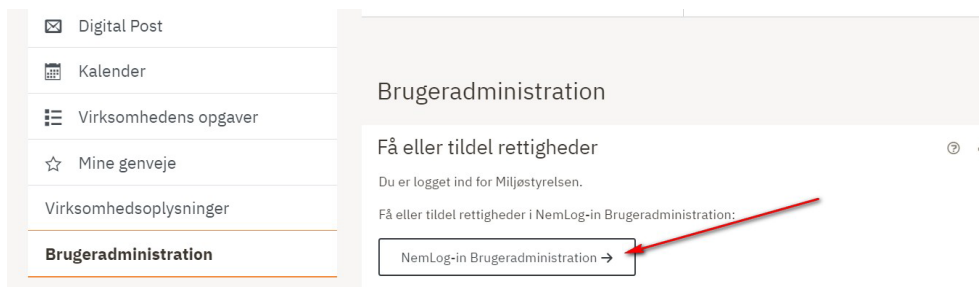 Digital Post
Kalender
Virksomhedens opgaver
Mine genveje
Virksomhedsoplysninger
Brugeradministration
Brugeradministration
Få eller tildel rettigheder
Du er logget ind for Miljøstyrelsen.
Få eller tildel rettigheder i NemLog-in Brugeradministration:
NemLog-in Brugeradministration →